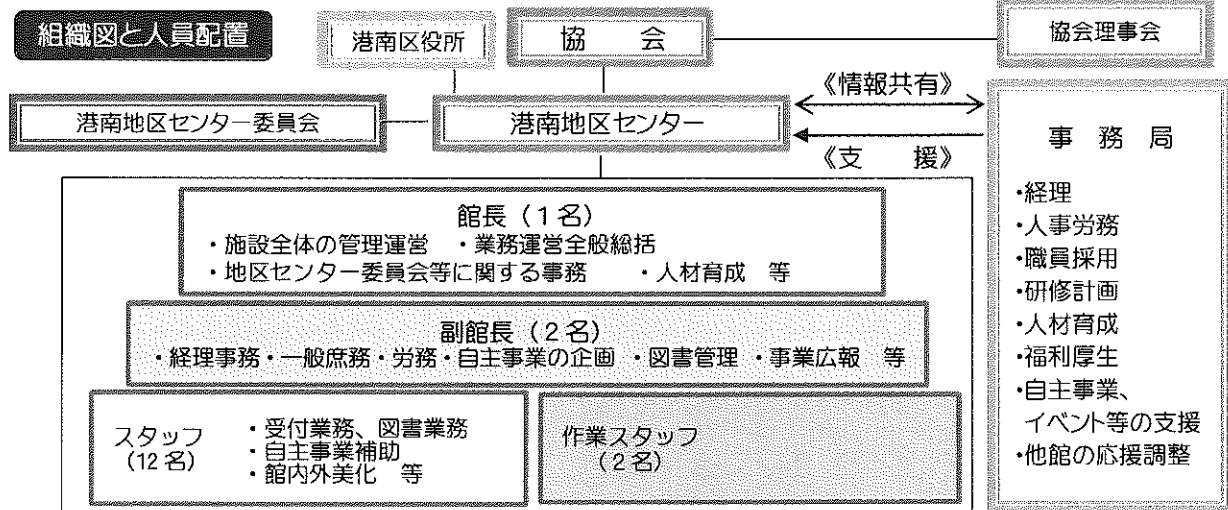 組織図と人員配置
港南区役所
協 会
協会理事会
港南地区センター委員会
港南地区センター
《情報共有》
《支 援》
館長(1名)
・施設全体の管理運営 ・業務運営全般総括
・地区センター委員会等に関する事務 ・人材育成 等
副館長(2名)
・経理事務・一般庶務・労務・自主事業の企画 ・図書管理 ・事業広報 等
スタッフ
(12名)
・受付業務、図書業務
・自主事業補助
・館内外美化 等
作業スタッフ
(2名)
事 務 局
・経理
・人事労務
・職員採用
・研修計画
・人材育成
・福利厚生
・自主事業、
イベント等の支援
・他館の応援調整